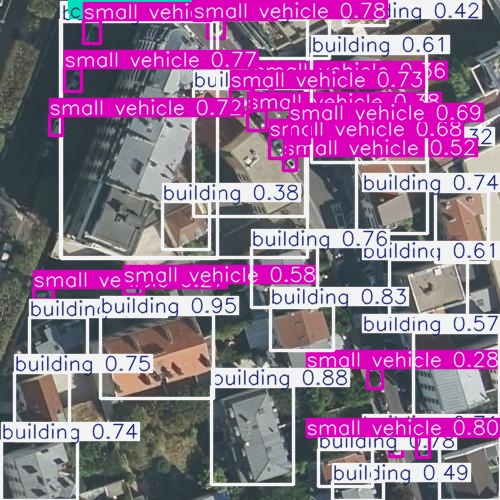 small vehicle 0.78
ing 0.42
building 0.61
small vehicle 0.77
small vehicle 0.73
small vehicle 0.72
small vehicle 0.69
small vehicle 0.68
small vehicle 0.52
32
building 0.74
building 0.38
building 0.76
building 0.61
small ve
small vehicle 0.58
building
building 0.95
building 0.83
building 0.57
building 0.75
small vehicle 0.28
building 0.88
building 0.74
small vehicle 0.80
building 0.78
building 0.49